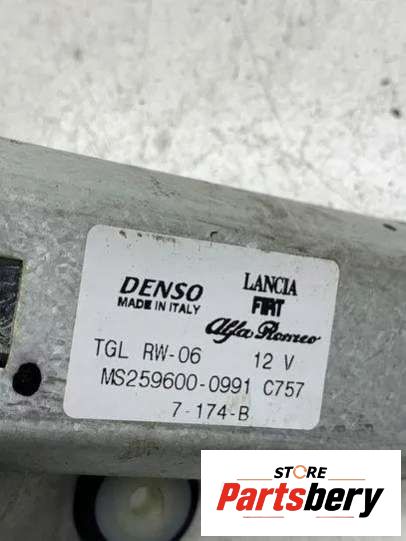 DENSO
MADE IN ITALY
LANCIA
FIAT
Alfa Romeo
TGL RW-06 12 V
MS259600-0991 C757
7-174-B
STORE
Partsbery